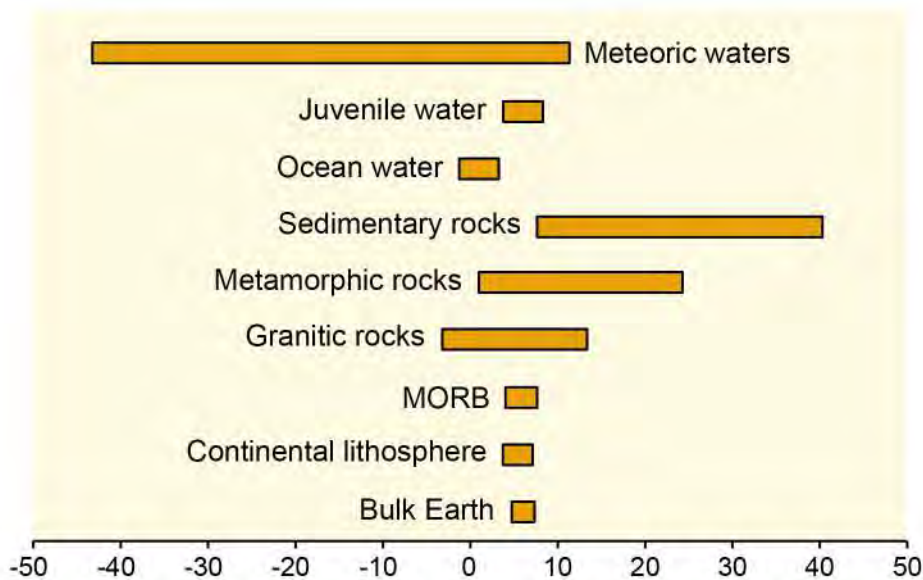 Meteoric waters
Juvenile water
Ocean water
Sedimentary rocks
Metamorphic rocks
Granitic rocks
MORB
Continental lithosphere
Bulk Earth
-50 -40 -30 -20 -10 0 10 20 30 40 50